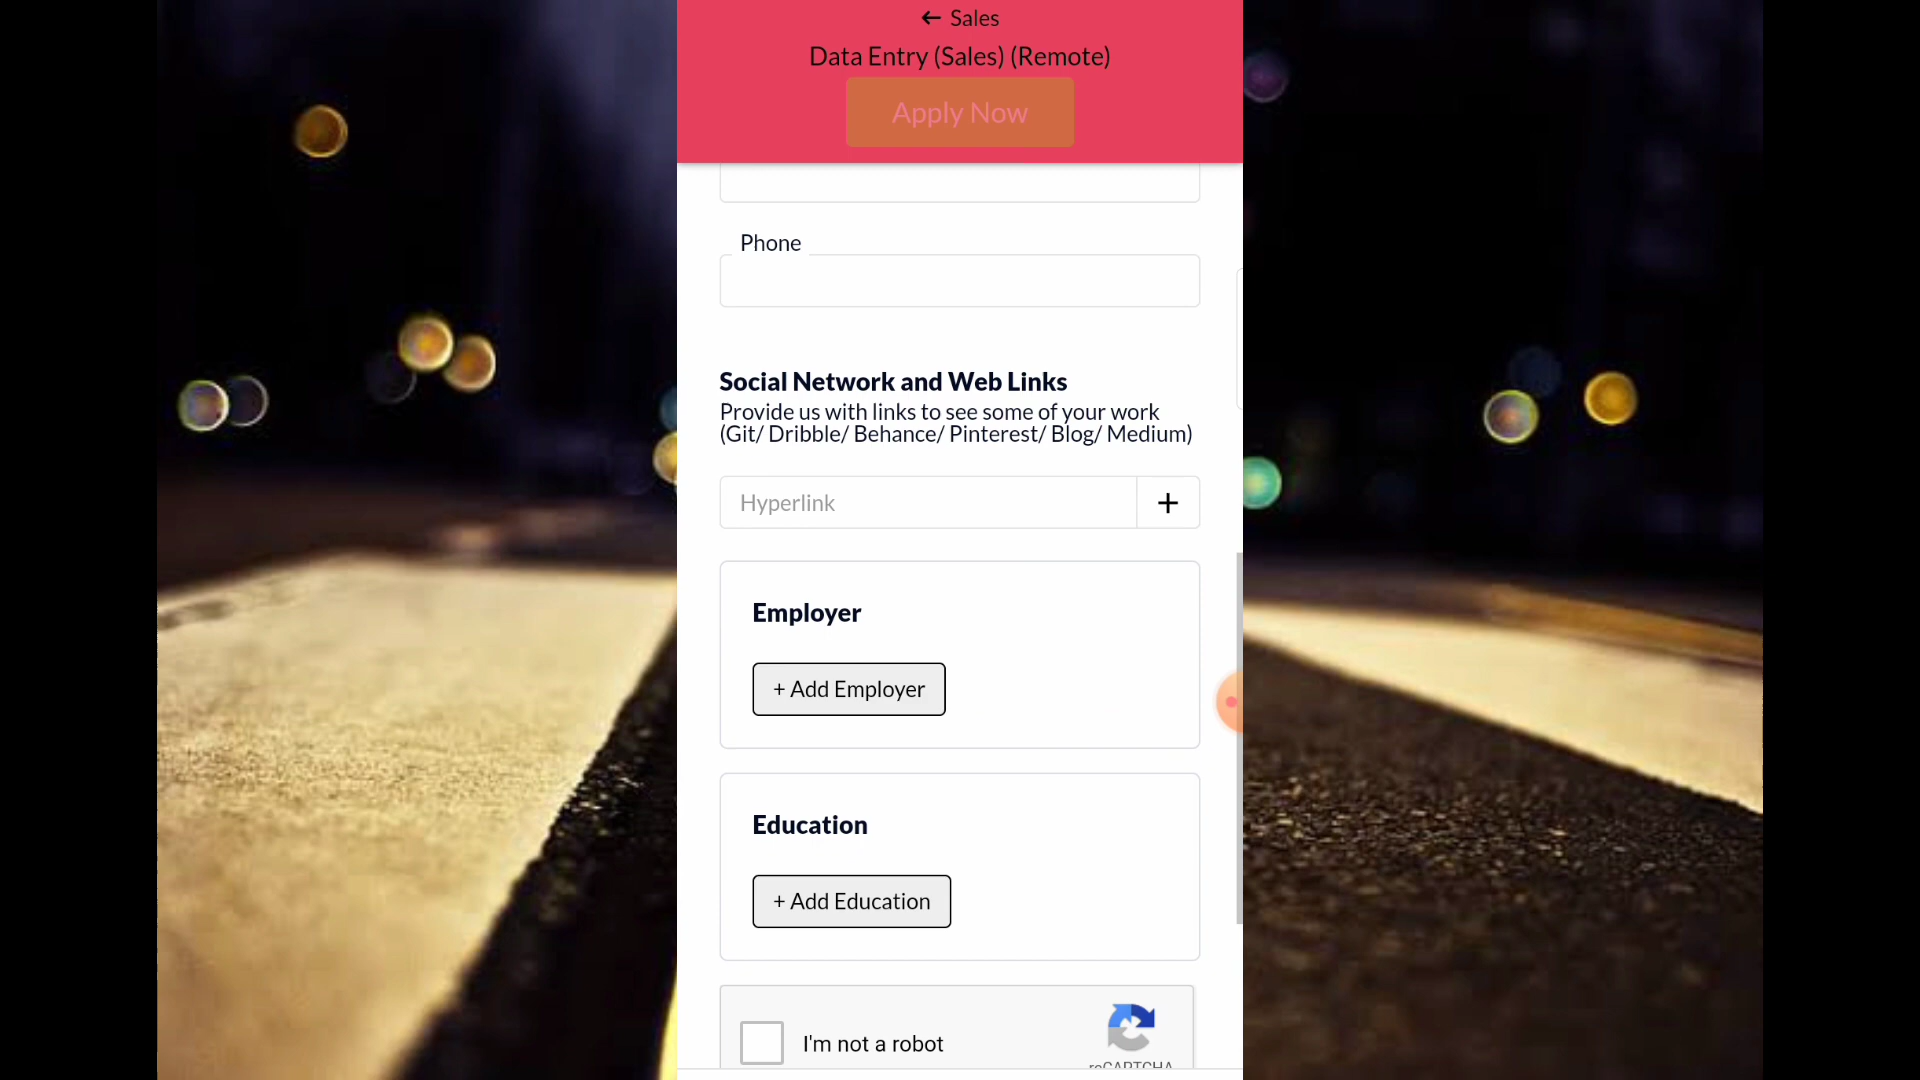 ← Sales
Data Entry (Sales) (Remote)
Apply Now
Phone
Social Network and Web Links
Provide us with links to see some of your work
(Git/ Dribble/ Behance/ Pinterest/ Blog/ Medium)
Hyperlink +
Employer
+ Add Employer
Education
+ Add Education
I'm not a robot
reCAPTCHA